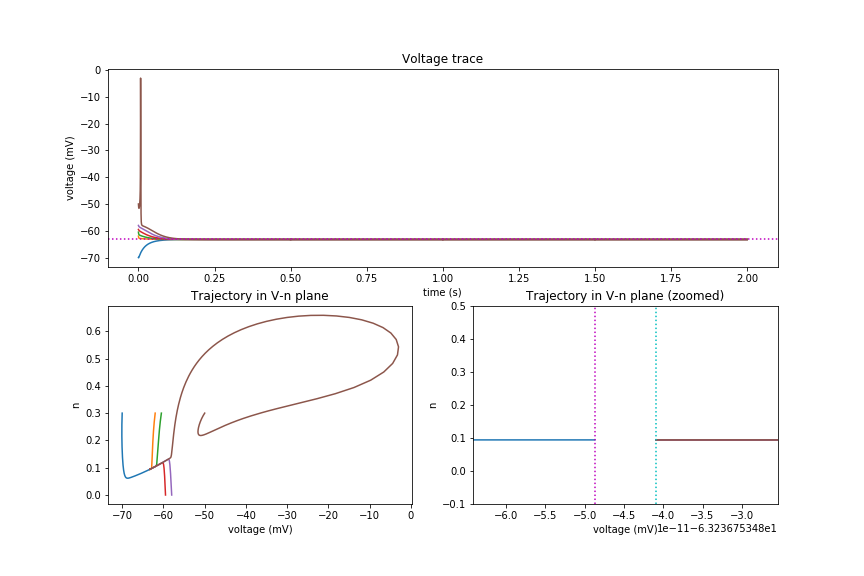 Voltage trace
voltage (mV)
0
−10
−20
−30
−40
−50
−60
−70
0.00 0.25 0.50 0.75 1.00 1.25 1.50 1.75 2.00
time (s)
Trajectory in V-n plane
n
0.6
0.5
0.4
0.3
0.2
0.1
0.0
−70 −60 −50 −40 −30 −20 −10 0
voltage (mV)
Trajectory in V-n plane (zoomed)
n
0.5
0.4
0.3
0.2
0.1
0.0
−0.1
−6.0 −5.5 −5.0 −4.5 −4.0 −3.5 −3.0
voltage (mV) 1e−11−6.323675348e1